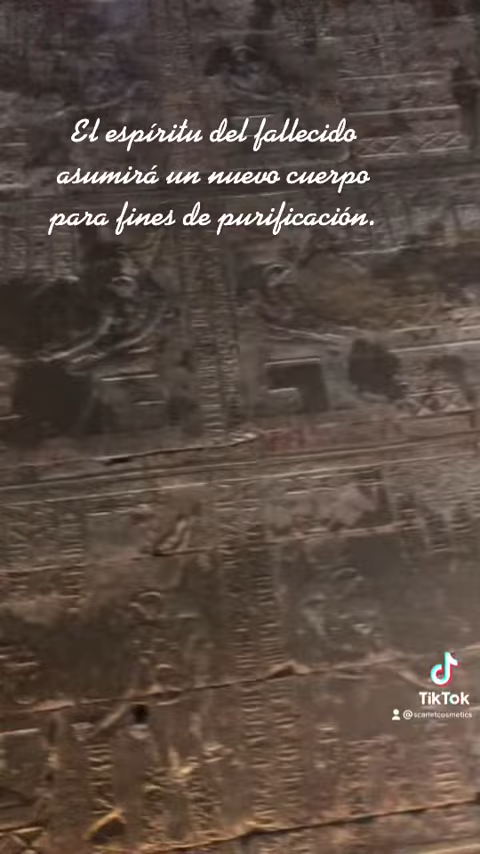 El espíritu del fallecido
asumirá un nuevo cuerpo
para fines de purificación.
TikTok
@scarletcosmetics